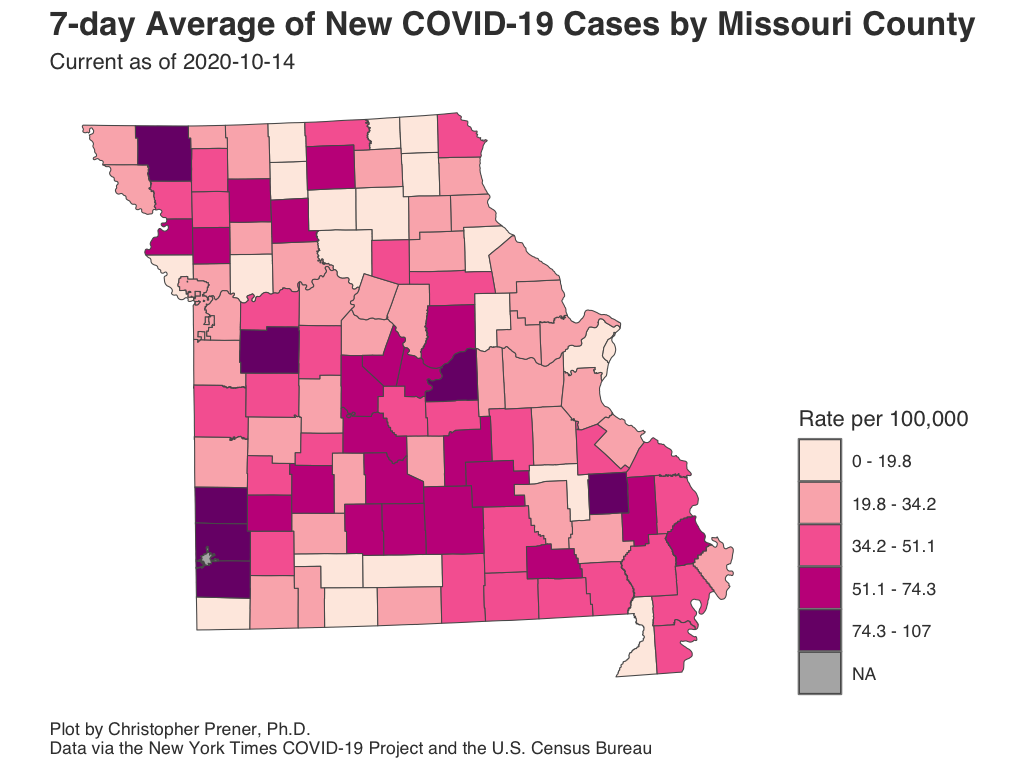 7-day Average of New COVID-19 Cases by Missouri County
Current as of 2020-10-14
Rate per 100,000
0 - 19.8
19.8 - 34.2
34.2 - 51.1
51.1 - 74.3
74.3 - 107
NA
Plot by Christopher Prener, Ph.D.
Data via the New York Times COVID-19 Project and the U.S. Census Bureau